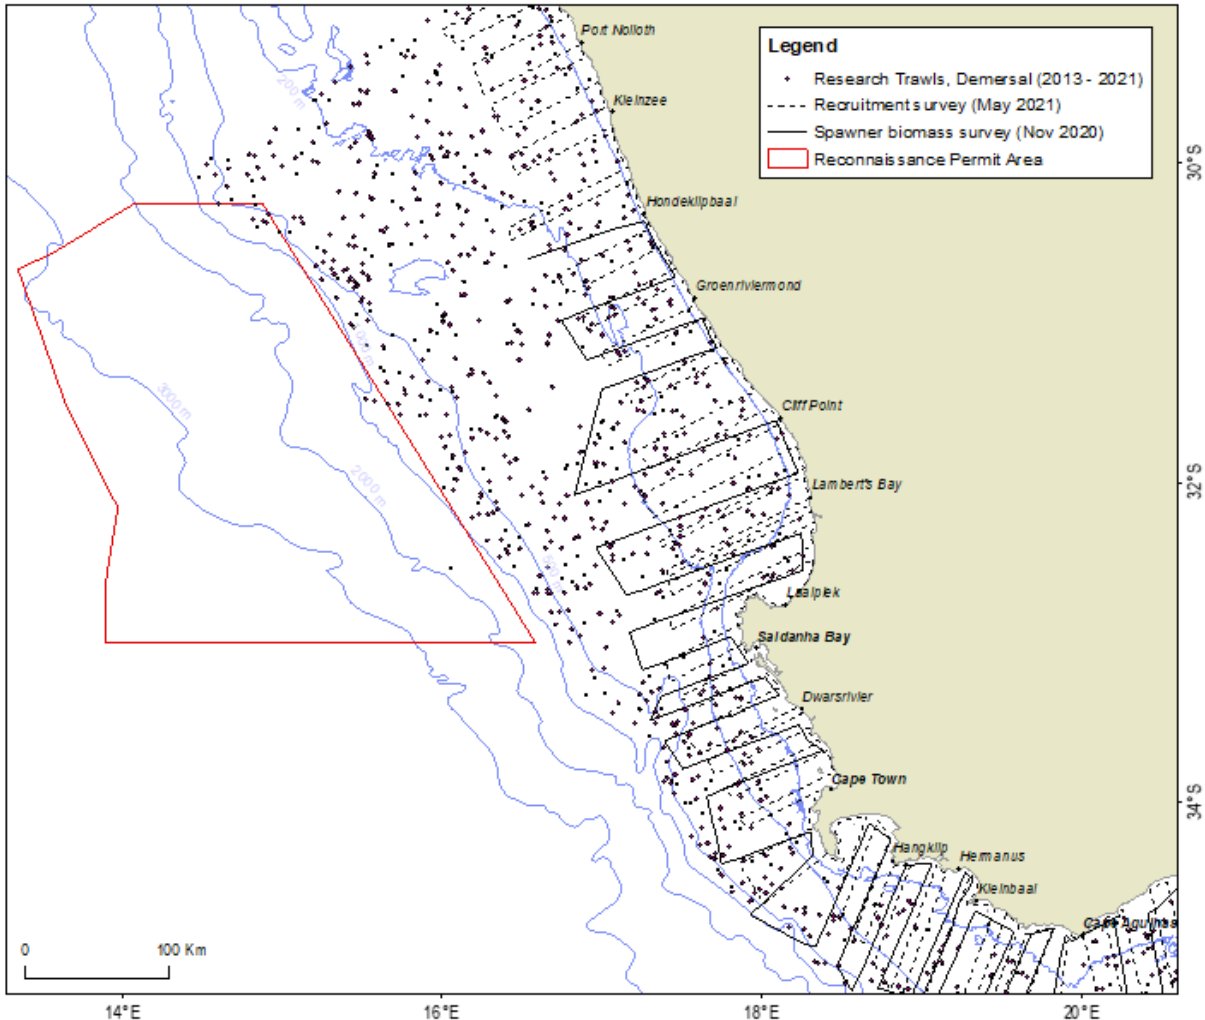 Port Nolloth
Legend
Research Trawls, Demersal (2013 - 2021)
Recruitment survey (May 2021)
Spawner biomass survey (Nov 2020)
Reconnaissance Permit Area
200 m
Kleinzee
30°S
Hondeklipbaai
Groenriviermond
3000 m
Cliff Point
2000 m
Lambert's Bay
32°S
500 m
Saldanha Bay
Dwarsrivier
Cape Town
34°S
Hangklip
Hermanus
Kleinbaai
Cape Agulhas
0 100 Km
14°E 16°E 18°E 20°E